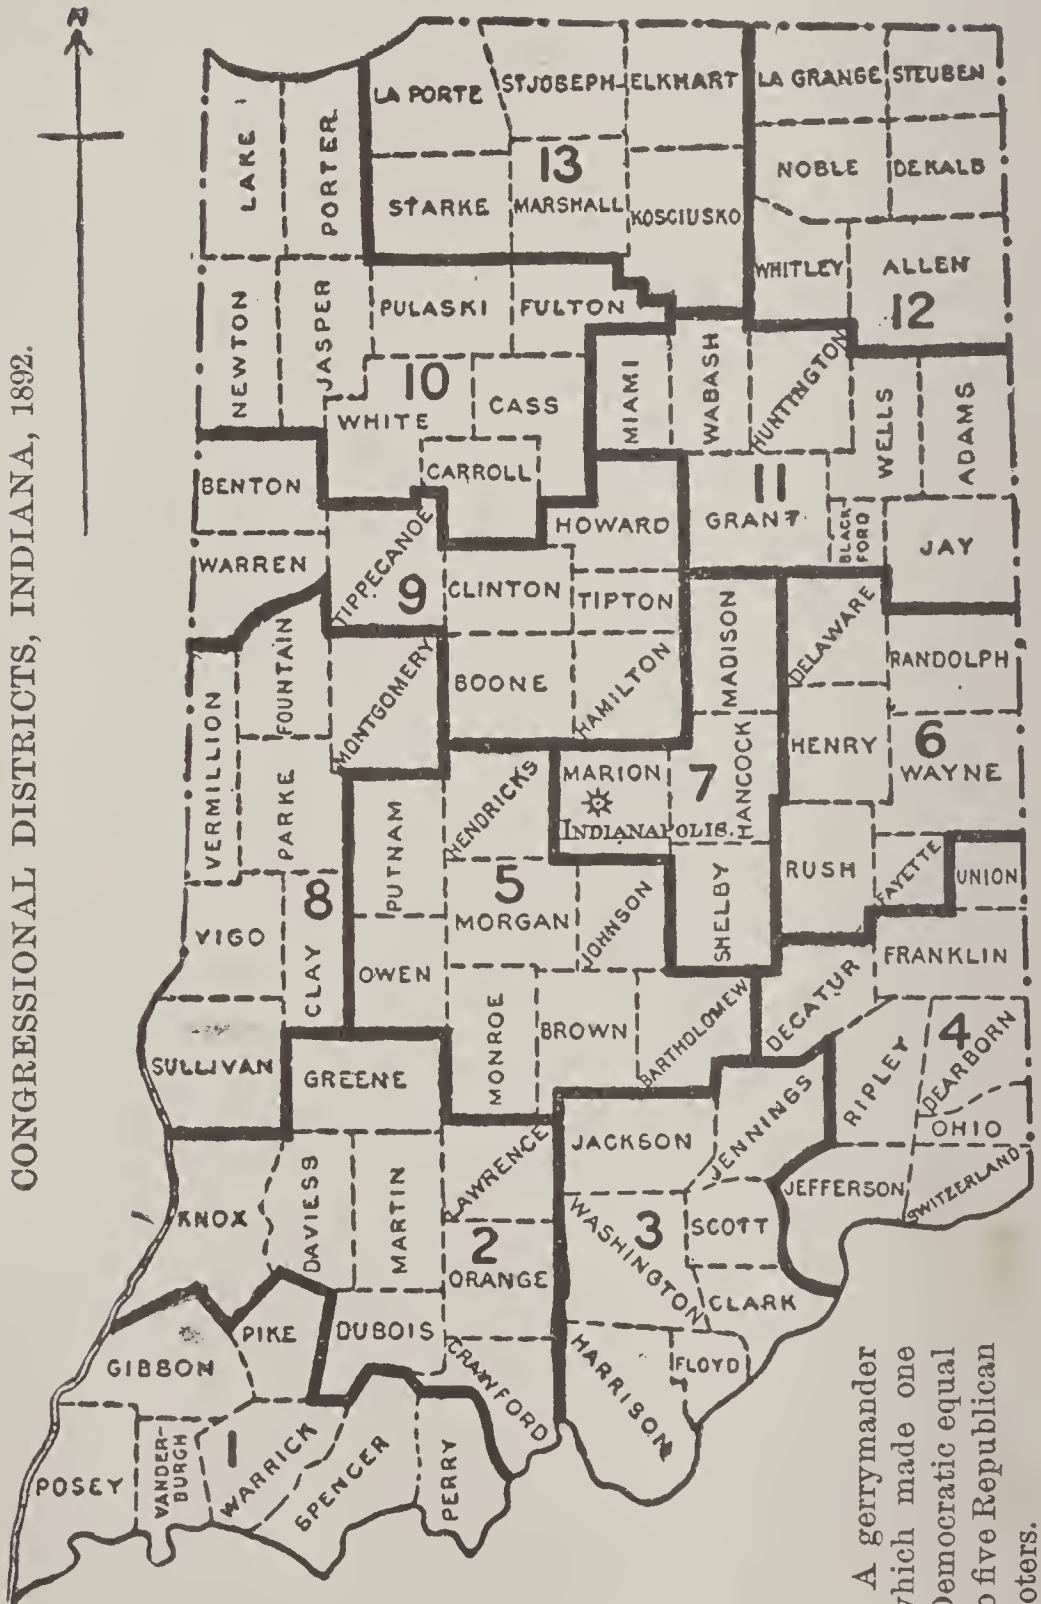 CONGRESSIONAL DISTRICTS, INDIANA, 1892.
N
LAKE
PORTER
LA PORTE
ST JOSEPH
ELKHART
LA GRANGE
STEUBEN
NOBLE
DEKALB
13
STARKE
MARSHALL
KOSCIUSKO
WHITLEY
ALLEN
12
NEWTON
JASPER
PULASKI
FULTON
10
WHITE
CASS
MIAMI
WABASH
HUNTINGTON
WELLS
ADAMS
BENTON
CARROLL
HOWARD
11
GRANT
BLACK-
FORD
JAY
WARREN
TIPPECANOE
9
CLINTON
TIPTON
MADISON
DELAWARE
RANDOLPH
FOUNTAIN
MONTGOMERY
BOONE
HAMILTON
VERMILLION
PARKE
PUTNAM
HENDRICKS
MARION
INDIANAPOLIS.
7
HANCOCK
HENRY
6
WAYNE
RUSH
FAYETTE
UNION
VIGO
CLAY
8
5
MORGAN
JOHNSON
SHELBY
OWEN
FRANKLIN
DECATUR
SULLIVAN
GREENE
MONROE
BROWN
BARTHOLOMEW
RIPLEY
4
DEARBORN
OHIO
JACKSON
JENNINGS
JEFFERSON
SWITZERLAND
KNOX
DAVIESS
MARTIN
LAWRENCE
2
ORANGE
WASHINGTON
3
SCOTT
CLARK
GIBBON
PIKE
DUBOIS
CRAWFORD
HARRISON
FLOYD
POSEY
VANDER-
BURGH
1
WARRICK
SPENCER
PERRY
A gerrymander
which made one
Democratic equal
to five Republican
voters.